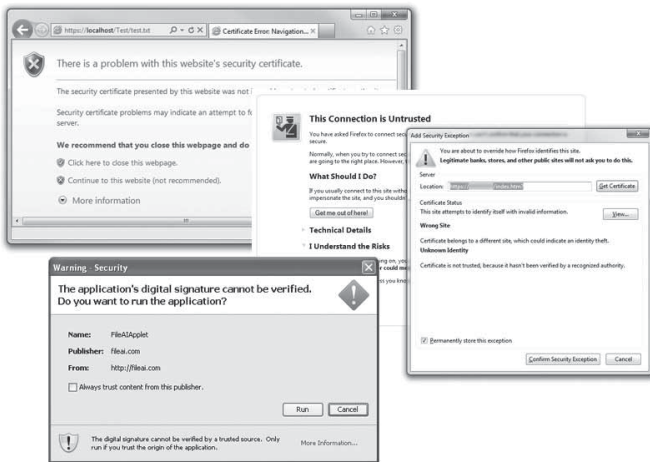 https://localhost/Test/test.txt
Certificate Error: Navigation...
There is a problem with this website's security certificate.
The security certificate presented by this website was not
Security certificate problems may indicate an attempt to
server.
We recommend that you close this webpage and do
Click here to close this webpage.
Continue to this website (not recommended).
More information
This Connection is Untrusted
You have asked Firefox to connect
secure.
Normally, when you try to connect
are going to the right place. However,
What Should I Do?
If you usually connect to this site
impersonate the site, and you
Get me out of here!
Technical Details
I Understand the Risks
Add Security Exception
You are about to override how Firefox identifies this site.
Legitimate banks, stores, and other public sites will not ask you to do this.
Server
Location: https:// /index.html
Get Certificate
Certificate Status
This site attempts to identify itself with invalid information.
View...
Wrong Site
Certificate belongs to a different site, which could indicate an identity theft.
Unknown Identity
Certificate is not trusted, because it hasn't been verified by a recognized authority.
Permanently store this exception
Confirm Security Exception
Cancel
Warning - Security
The application's digital signature cannot be verified.
Do you want to run the application?
Name: FileAIApplet
Publisher: fileai.com
From: http://fileai.com
Always trust content from this publisher.
Run
Cancel
The digital signature cannot be verified by a trusted source. Only
run if you trust the origin of the application.
More Information...